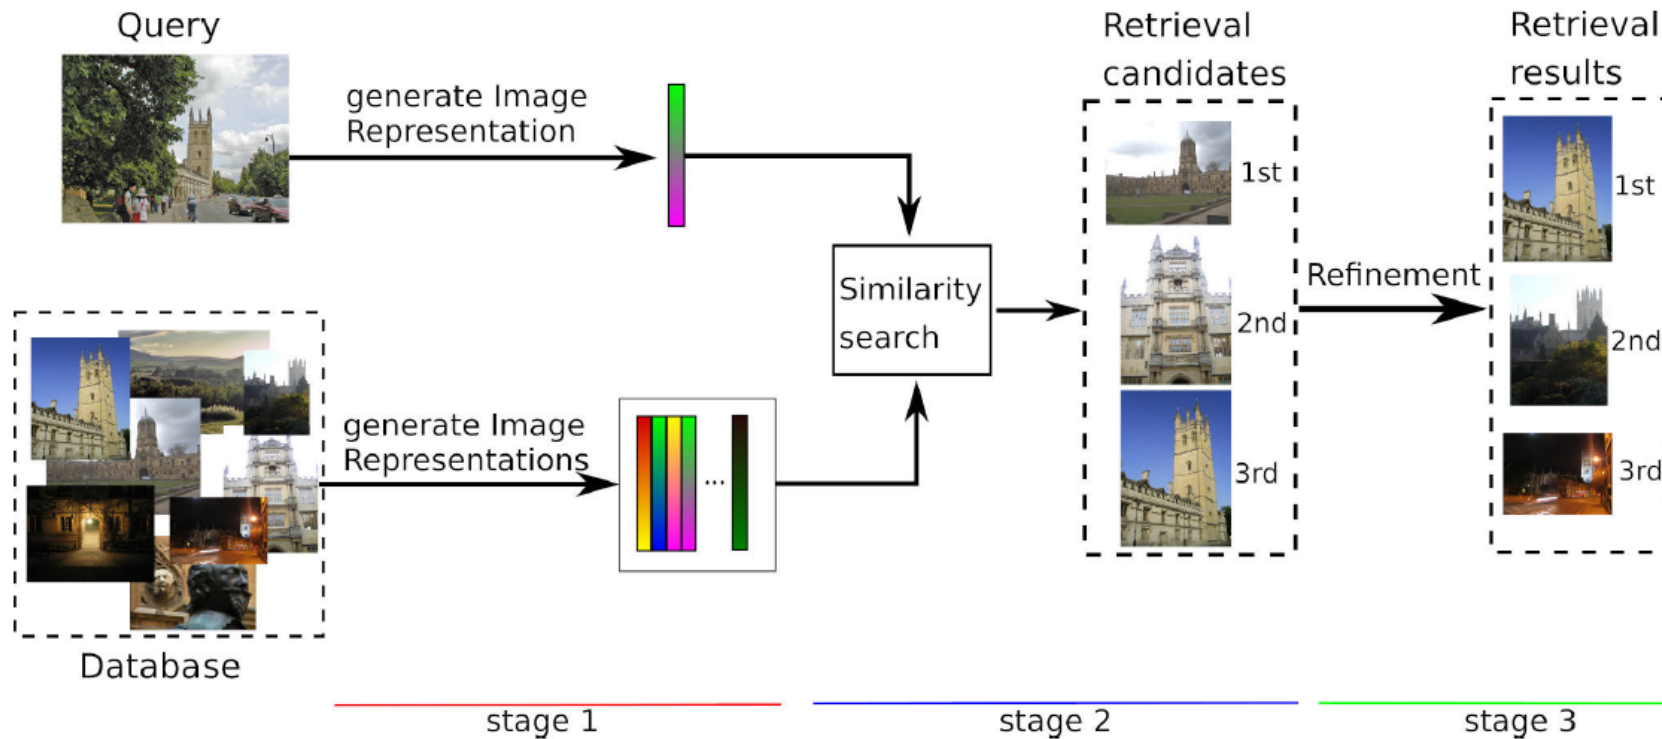 Query
generate Image
Representation
Retrieval
candidates
Retrieval
results
1st
2nd
3rd
Similarity
search
Refinement
1st
2nd
3rd
generate Image
Representations
...
Database
stage 1
stage 2
stage 3